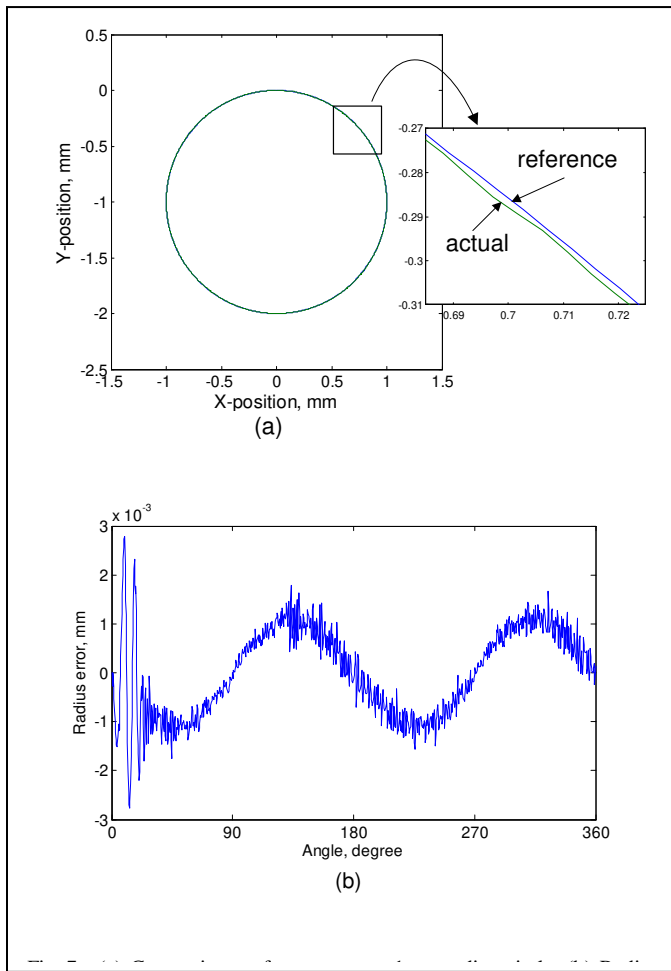 0.5
0
-0.5
-1
-1.5
-2
-2.5
Y-position, mm
-1.5 -1 -0.5 0 0.5 1 1.5
X-position, mm
(a)
-0.27
-0.28
-0.29
-0.3
-0.31
0.69 0.7 0.71 0.72
reference
actual
x 10-3
3
2
1
0
-1
-2
-3
Radius error, mm
0 90 180 270 360
Angle, degree
(b)